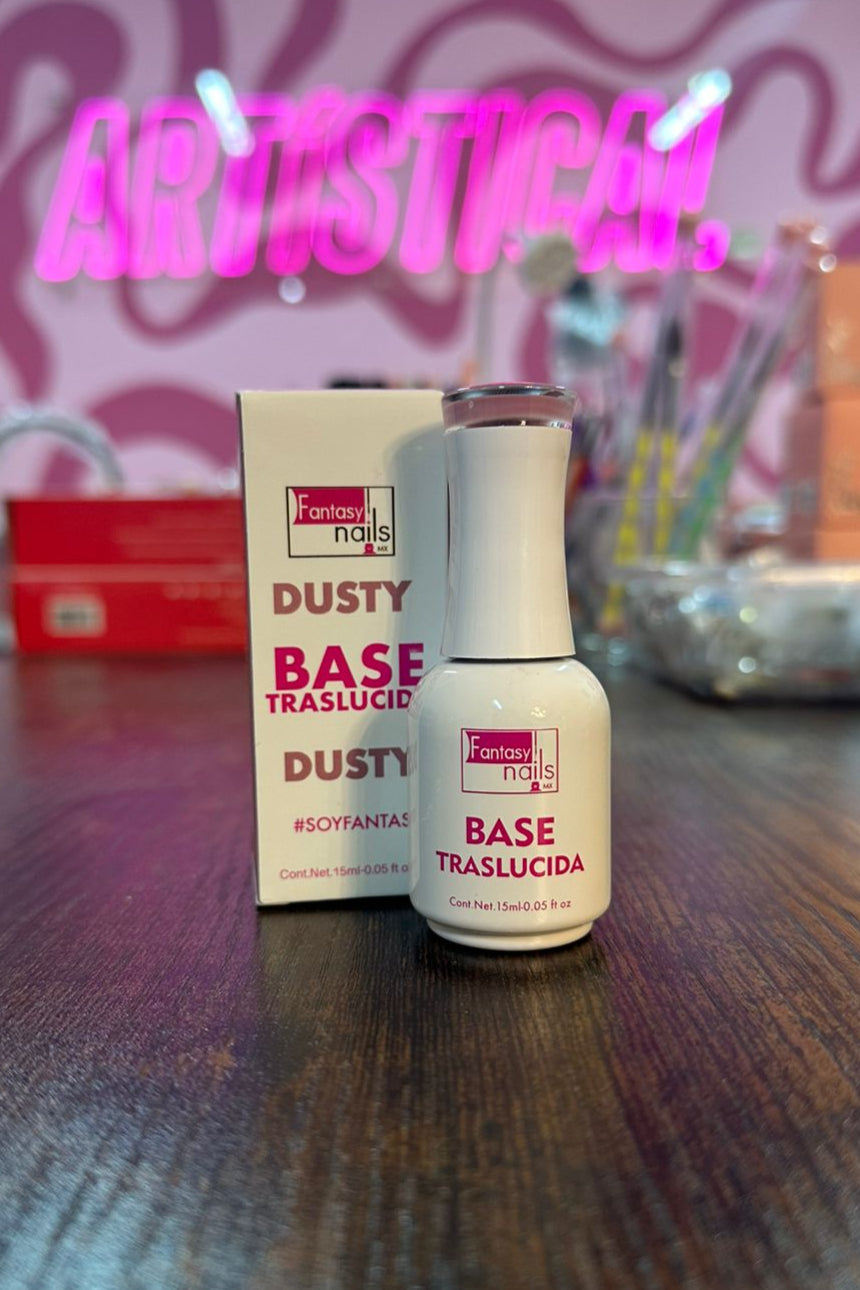 ARTÍSTICA!,
Fantasy
nails
MX
DUSTY
BASE
TRASLUCID
DUSTY
#SOYFANTAS
Cont.Net.15ml-0.05 ft o
Fantasy
nails
MX
BASE
TRASLUCIDA
Cont.Net.15ml-0.05 ft oz